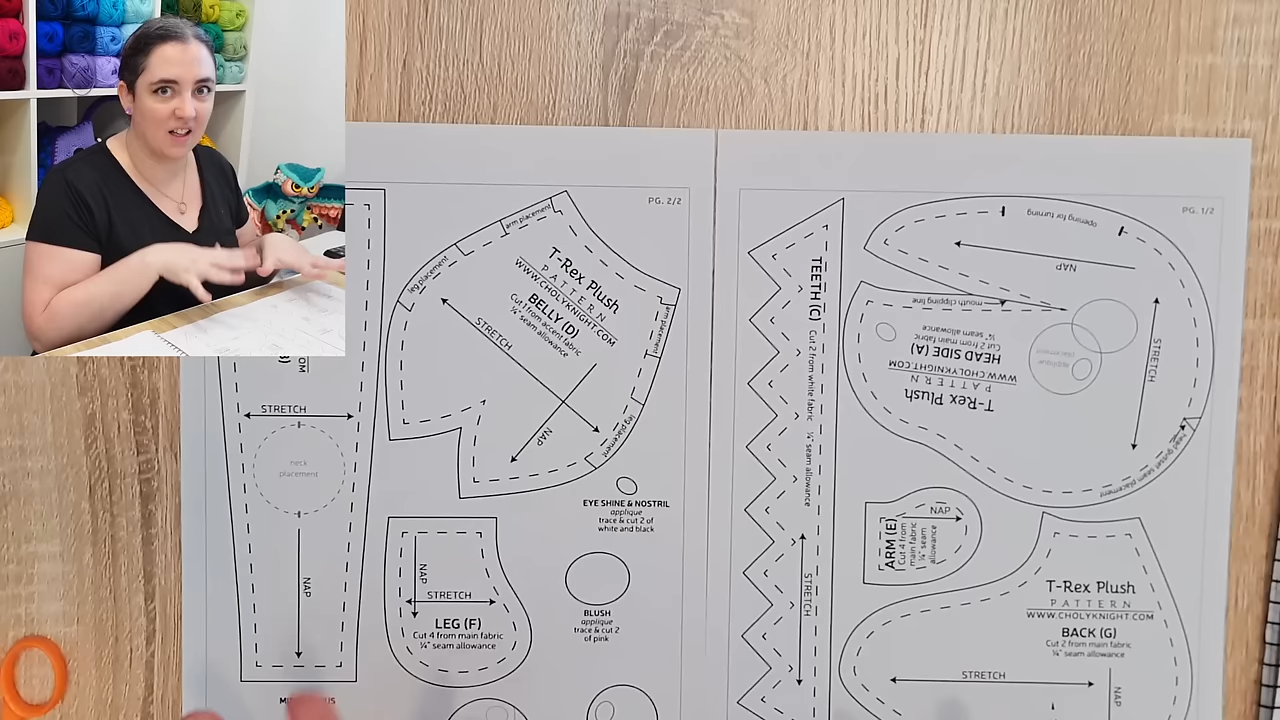 PG. 2/2
arm placement
leg placement
T-Rex Plush
PATTERN
WWW.CHOLYKNIGHT.COM
BELLY (D)
Cut 1 from accent fabric
¼" seam allowance
arm placement
STRETCH
NAP
leg placement
STRETCH
neck
placement
NAP
EYE SHINE & NOSTRIL
applique
trace & cut 2 of
white and black
NAP
STRETCH
LEG (F)
Cut 4 from main fabric
¼" seam allowance
BLUSH
applique
trace & cut 2
of pink
PG. 1/2
TEETH (C)
Cut 2 from white fabric
¼" seam allowance
STRETCH
opening for turning
NAP
mouth clipping line
T-Rex Plush
PATTERN
WWW.CHOLYKNIGHT.COM
HEAD SIDE (A)
Cut 2 from main fabric
¼" seam allowance
applique
placement
STRETCH
head gusset seam placement
ARM (E)
Cut 4 from
main fabric
¼" seam
allowance
NAP
T-Rex Plush
PATTERN
WWW.CHOLYKNIGHT.COM
BACK (G)
Cut 2 from main fabric
¼" seam allowance
STRETCH
NAP